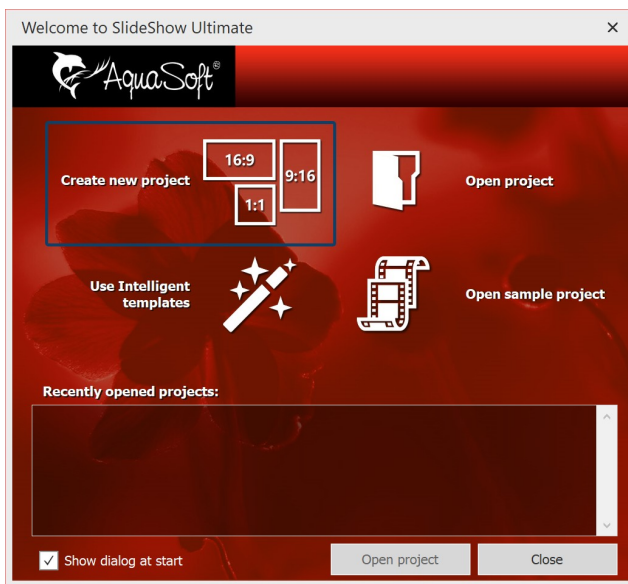 Welcome to SlideShow Ultimate
AquaSoft®
Create new project
16:9
9:16
1:1
Open project
Use Intelligent
templates
Open sample project
Recently opened projects:
Show dialog at start
Open project
Close